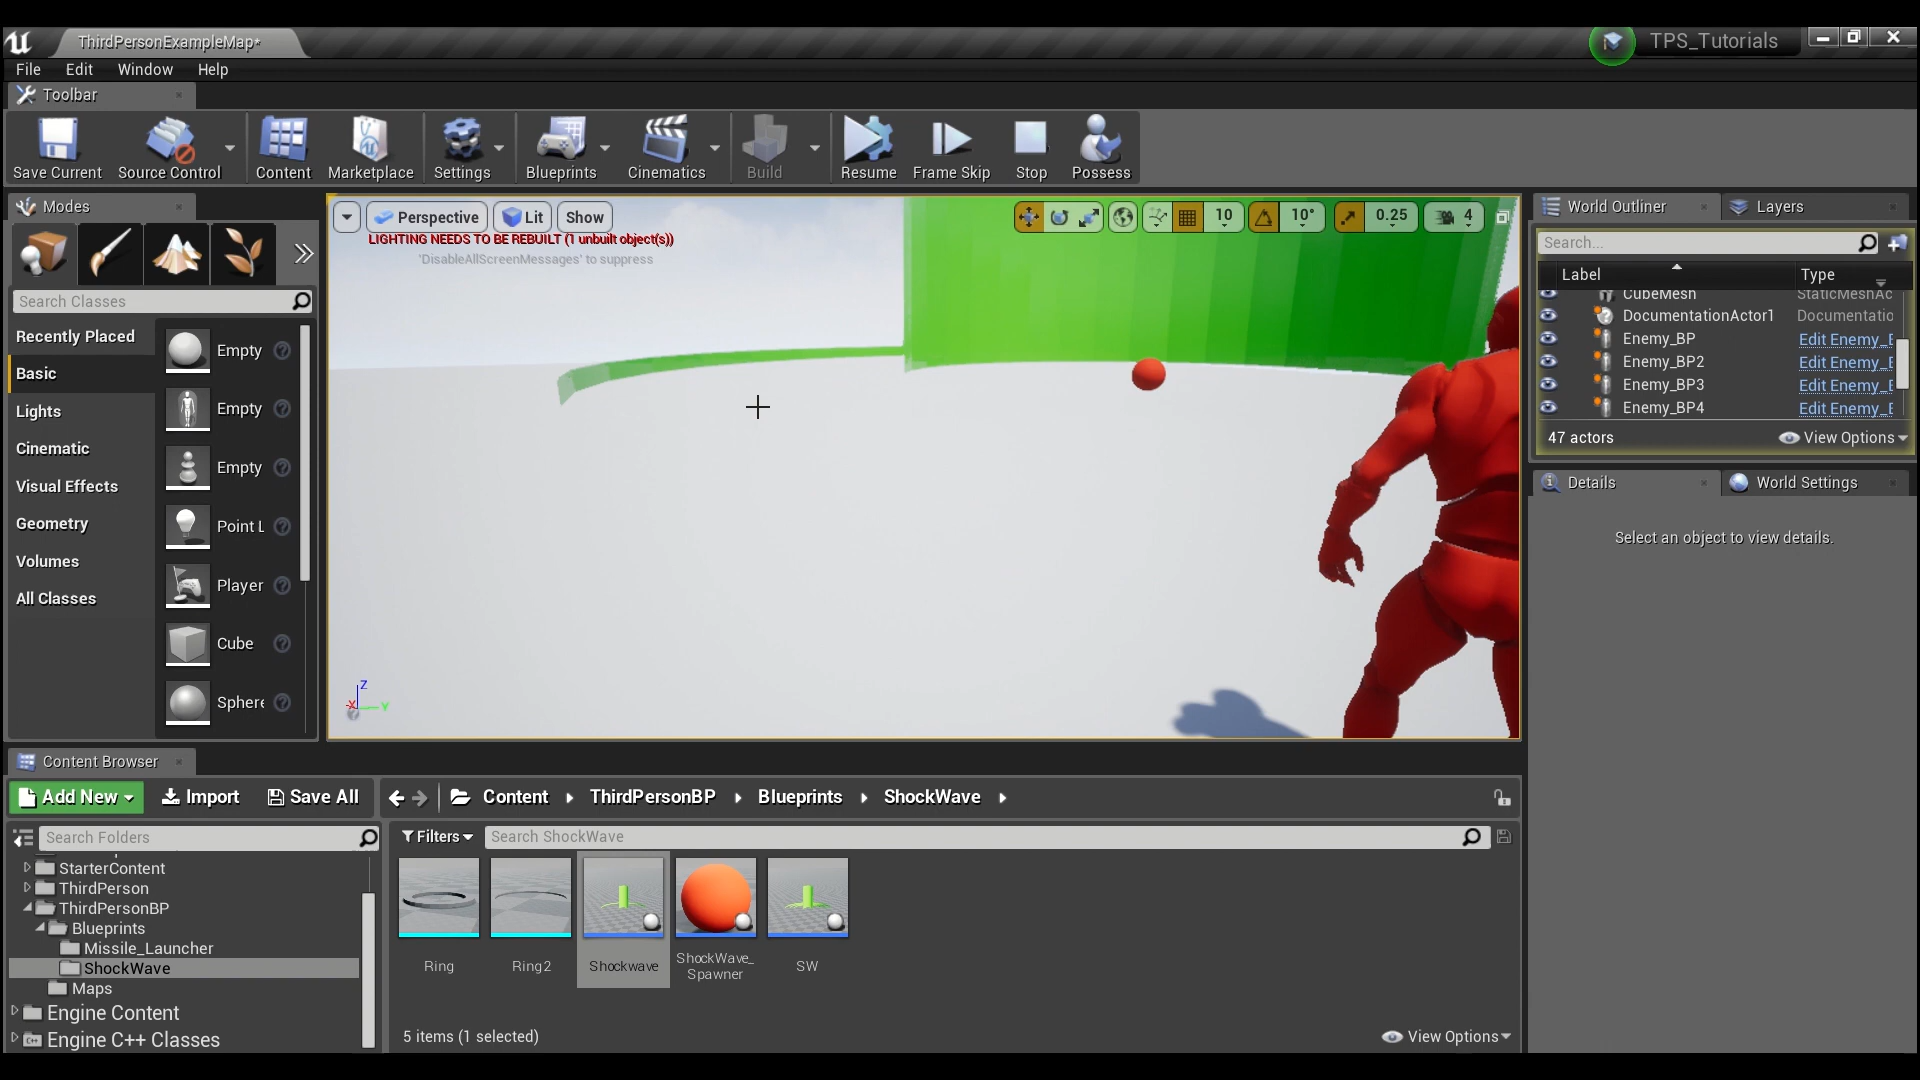 ThirdPersonExampleMap*
TPS_Tutorials
File Edit Window Help
Toolbar
Save Current
Source Control
Content
Marketplace
Settings
Blueprints
Cinematics
Build
Resume
Frame Skip
Stop
Possess
Modes
Search Classes
Recently Placed
Basic
Lights
Cinematic
Visual Effects
Geometry
Volumes
All Classes
Empty
Empty
Empty
Point L
Player
Cube
Sphere
Perspective
Lit
Show
10
10°
0.25
4
LIGHTING NEEDS TO BE REBUILT (1 unbuilt object(s))
'DisableAllScreenMessages' to suppress
Z
X
Y
World Outliner
Layers
Search...
Label Type
CubeMesh StaticMeshAc
DocumentationActor1 Documentatio
Enemy_BP Edit Enemy_E
Enemy_BP2 Edit Enemy_E
Enemy_BP3 Edit Enemy_E
Enemy_BP4 Edit Enemy_E
47 actors
View Options
Details
World Settings
Select an object to view details.
Content Browser
Add New
Import
Save All
Content
ThirdPersonBP
Blueprints
ShockWave
Search Folders
StarterContent
ThirdPerson
ThirdPersonBP
Blueprints
Missile_Launcher
ShockWave
Maps
Engine Content
Engine C++ Classes
Filters
Search ShockWave
Ring
Ring2
Shockwave
ShockWave_
Spawner
SW
5 items (1 selected)
View Options